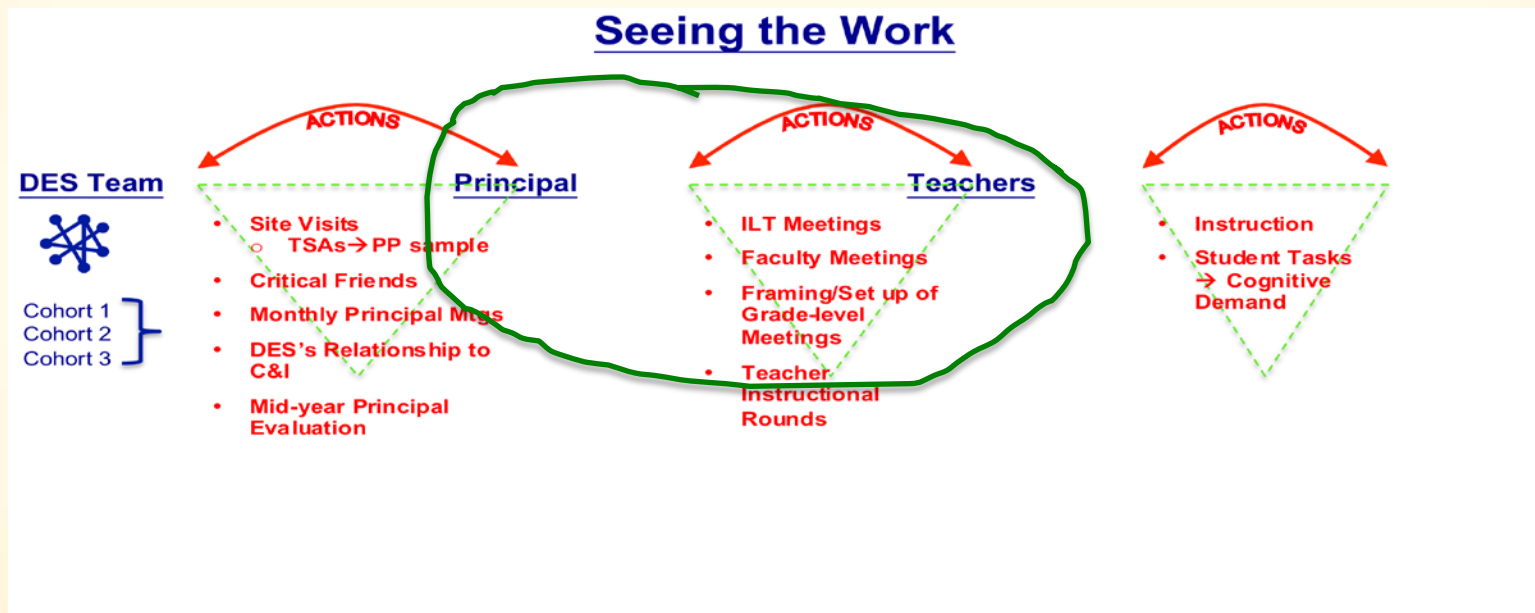 Seeing the Work
ACTIONS
ACTIONS
ACTIONS
DES Team
Principal
Teachers
Cohort 1
Cohort 2
Cohort 3
• Site Visits
o TSAs→PP sample
• Critical Friends
• Monthly Principal Mtgs
• DES's Relationship to
C&I
• Mid-year Principal
Evaluation
• ILT Meetings
• Faculty Meetings
• Framing/Set up of
Grade-level
Meetings
• Teacher
Instructional
Rounds
• Instruction
• Student Tasks
→ Cognitive
Demand